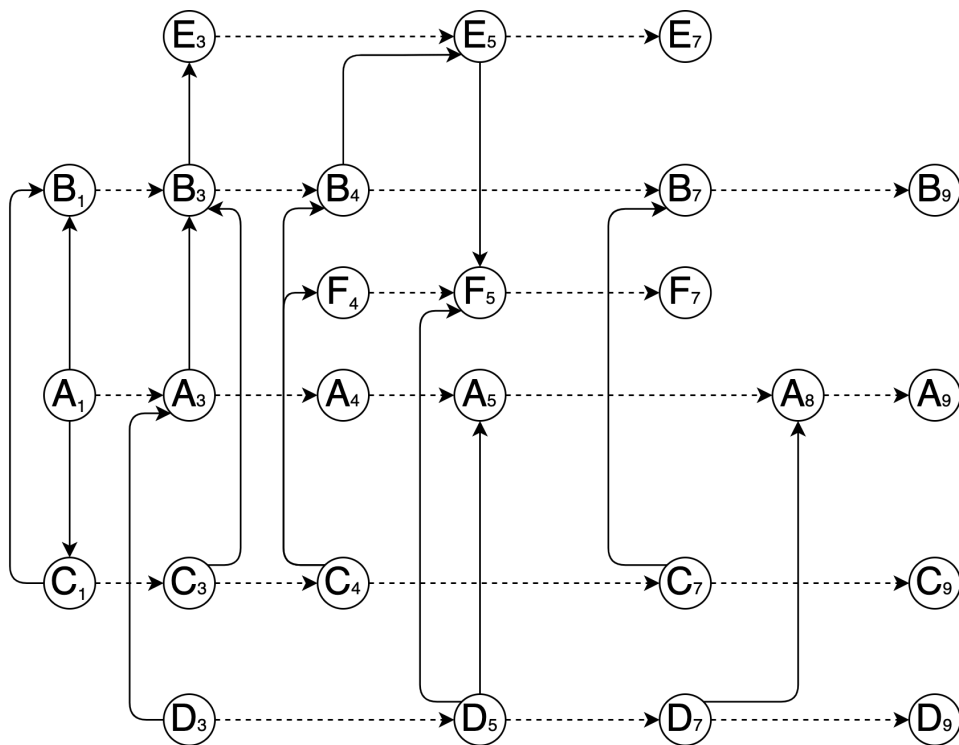 E₃ E₅ E₇
B₁ B₃ B₄ B₇ B₉
F₄ F₅ F₇
A₁ A₃ A₄ A₅ A₈ A₉
C₁ C₃ C₄ C₇ C₉
D₃ D₅ D₇ D₉